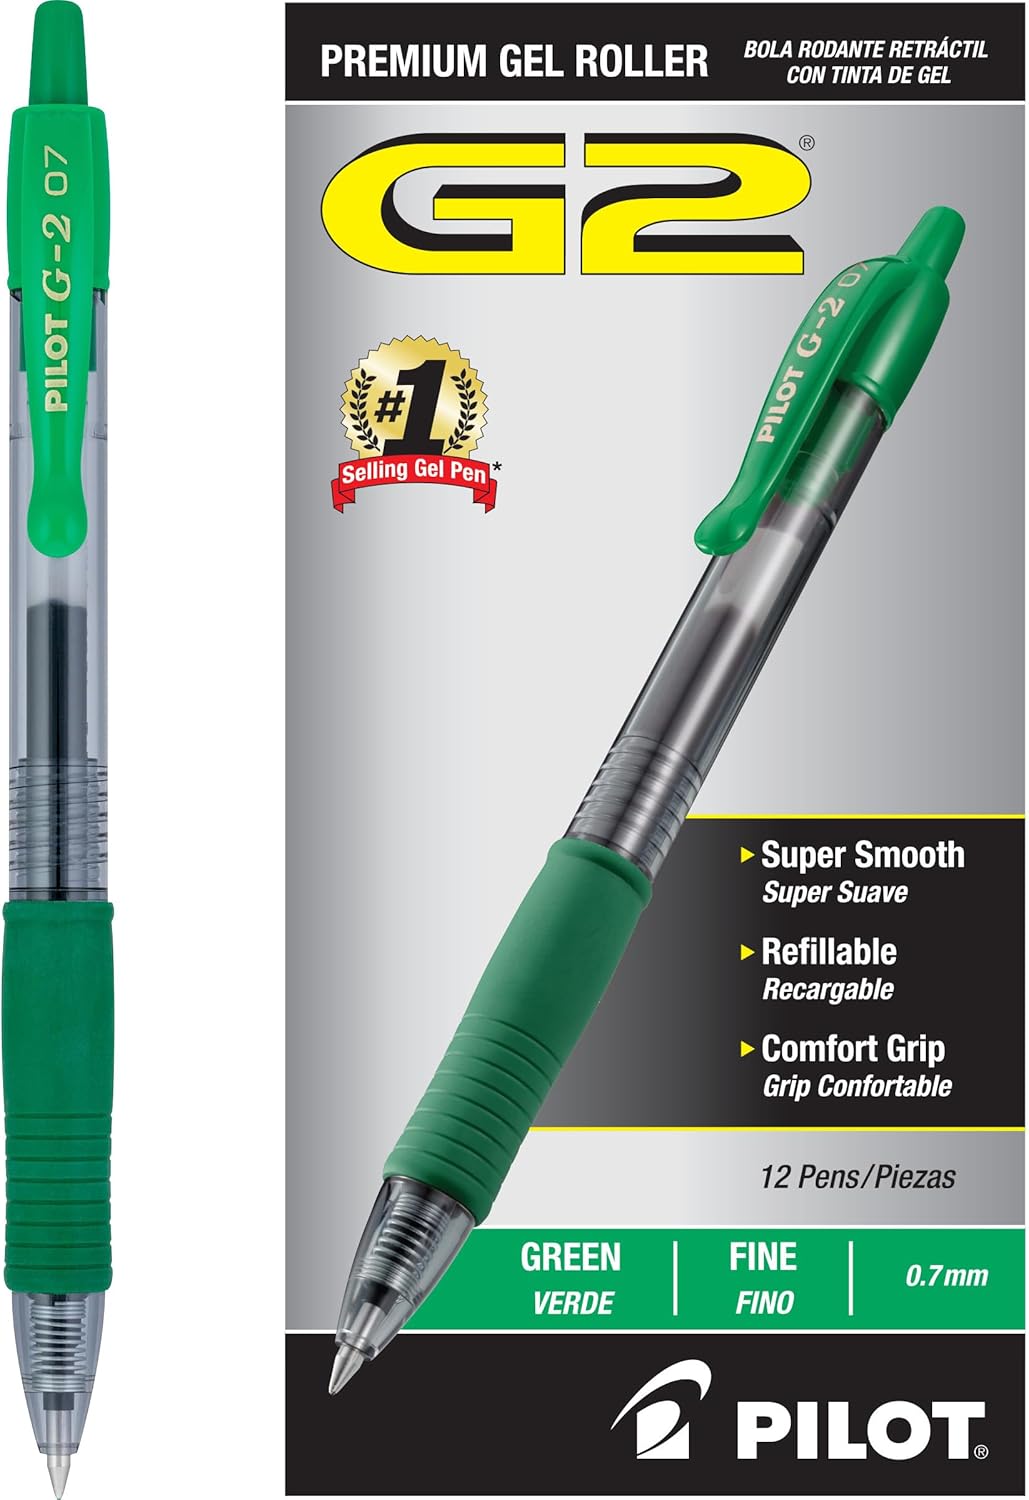 PILOT G-2 07
PREMIUM GEL ROLLER
BOLA RODANTE RETRÁCTIL
CON TINTA DE GEL
G2®
PILOT G-2 07
#1
Selling Gel Pen*
Super Smooth
Super Suave
Refillable
Recargable
Comfort Grip
Grip Confortable
12 Pens/Piezas
GREEN
VERDE
FINE
FINO
0.7mm
PILOT®